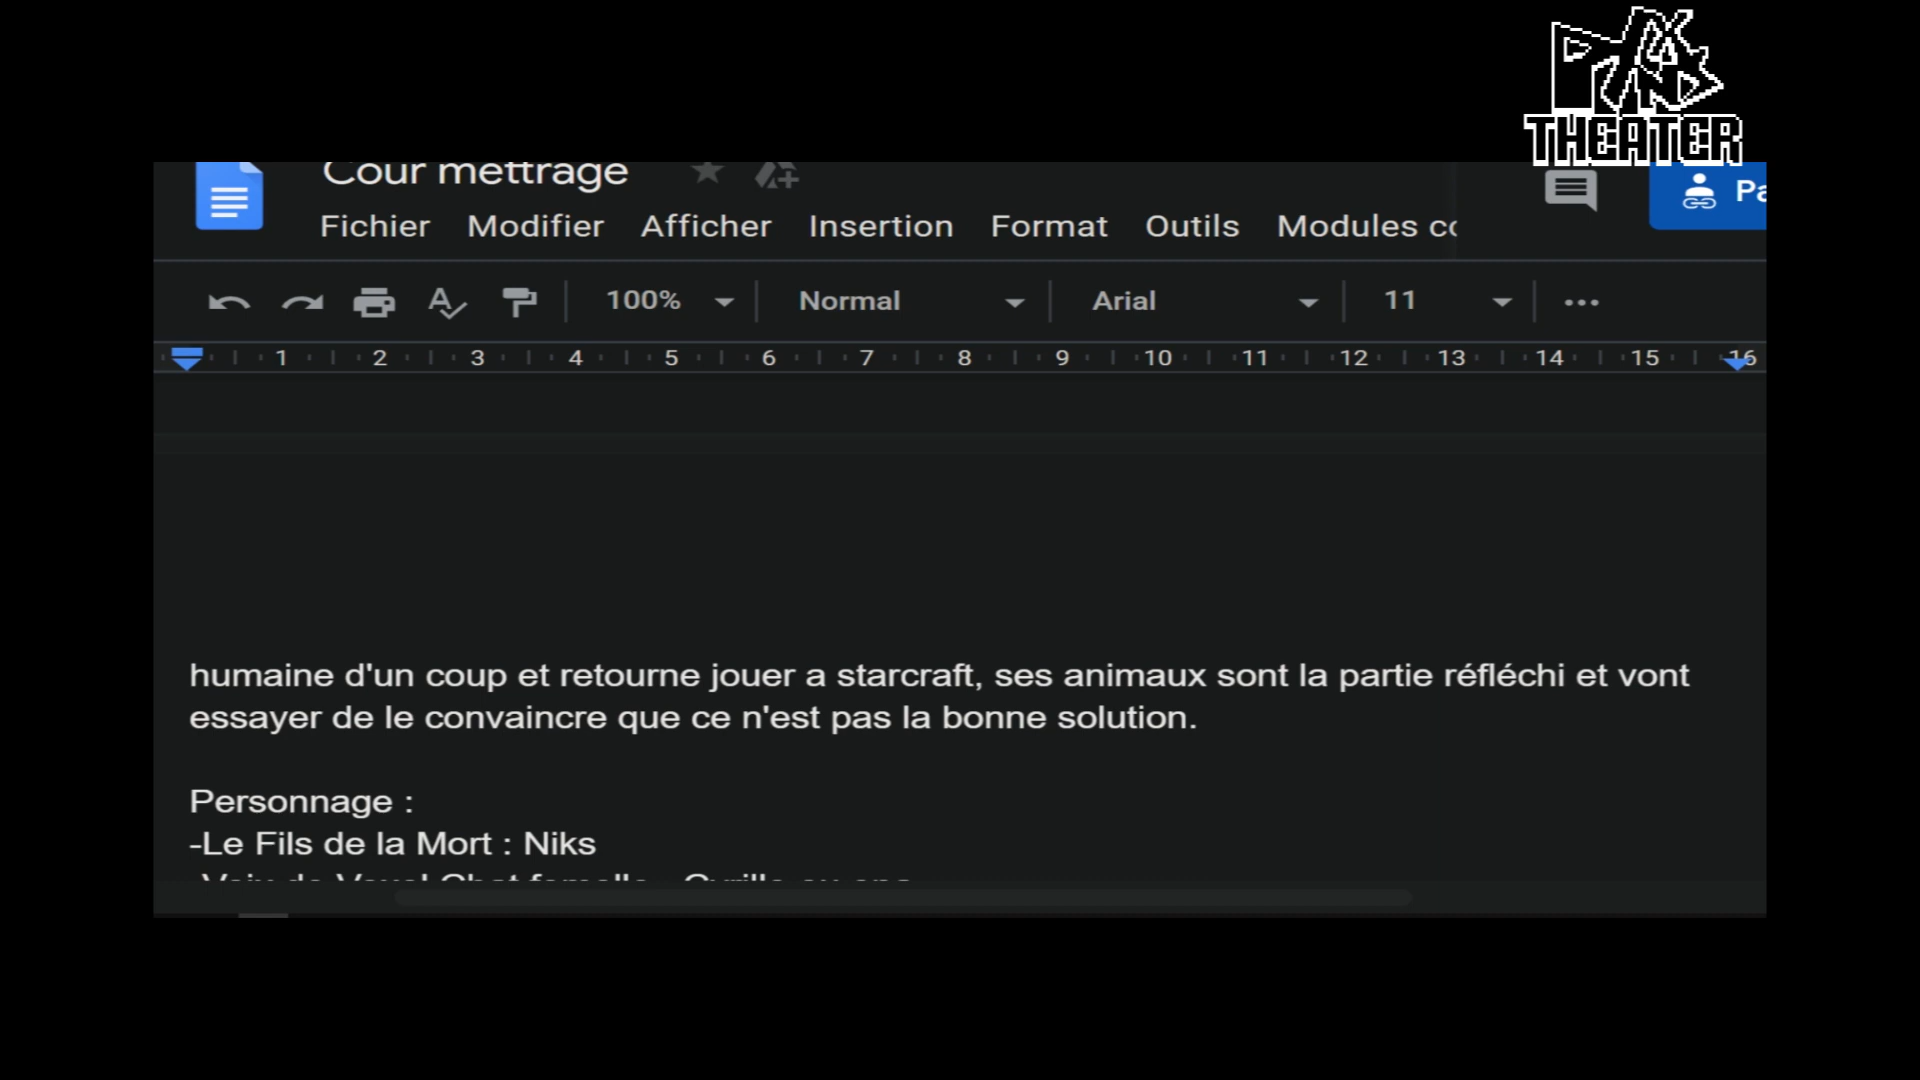 THEATER
Cour mettrage
Fichier Modifier Afficher Insertion Format Outils Modules
100% Normal Arial 11
1 2 3 4 5 6 7 8 9 10 11 12 13 14 15 16
humaine d'un coup et retourne jouer a starcraft, ses animaux sont la partie réfléchi et vont
essayer de le convaincre que ce n'est pas la bonne solution.
Personnage :
-Le Fils de la Mort : Niks